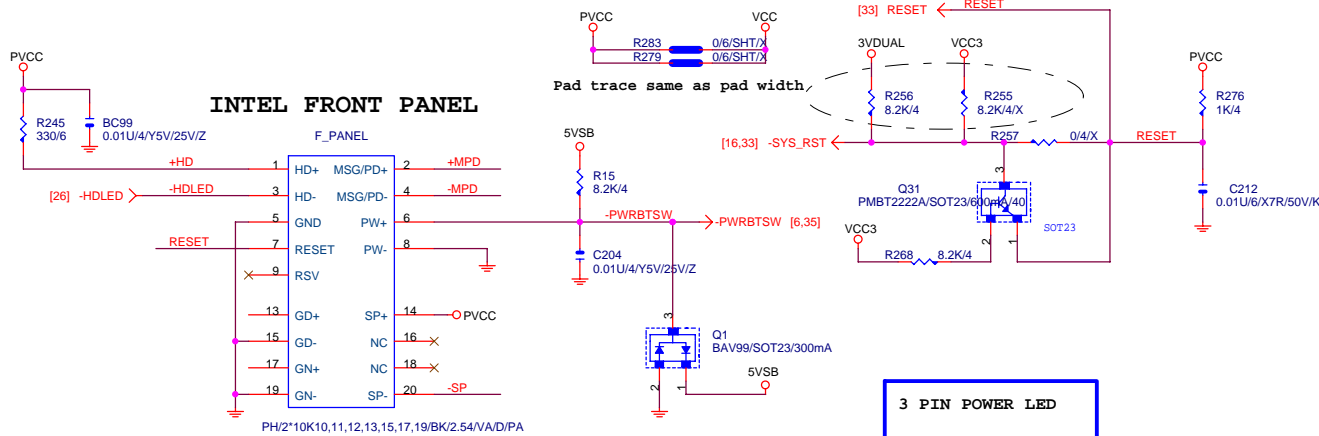 [33] RESET RESET
PVCC VCC
R283 0/6/SHT/X
R279 0/6/SHT/X
Pad trace same as pad width
3VDUAL VCC3
R256
8.2K/4
R255
8.2K/4/X
PVCC
R276
1K/4
PVCC
R245
330/6
BC99
0.01U/4/Y5V/25V/Z
INTEL FRONT PANEL
F_PANEL
+HD 1 HD+ MSG/PD+ 2 +MPD
[26] -HDLED -HDLED 3 HD- MSG/PD- 4 -MPD
5 GND PW+ 6 -PWRBTSW -PWRBTSW [6,35]
RESET 7 RESET PW- 8
9 RSV
13 GD+ SP+ 14 PVCC
15 GD- NC 16
17 GN+ NC 18
19 GN- SP- 20 -SP
PH/2*10K10,11,12,13,15,17,19/BK/2.54/VA/D/PA
5VSB
R15
8.2K/4
C204
0.01U/4/Y5V/25V/Z
3
Q1
BAV99/SOT23/300mA
2 1
5VSB
[16,33] -SYS_RST
R257 0/4/X
RESET
3
Q31
PMBT2222A/SOT23/600mA/40
SOT23
2 1
VCC3
R268 8.2K/4
C212
0.01U/6/X7R/50V/K
3 PIN POWER LED